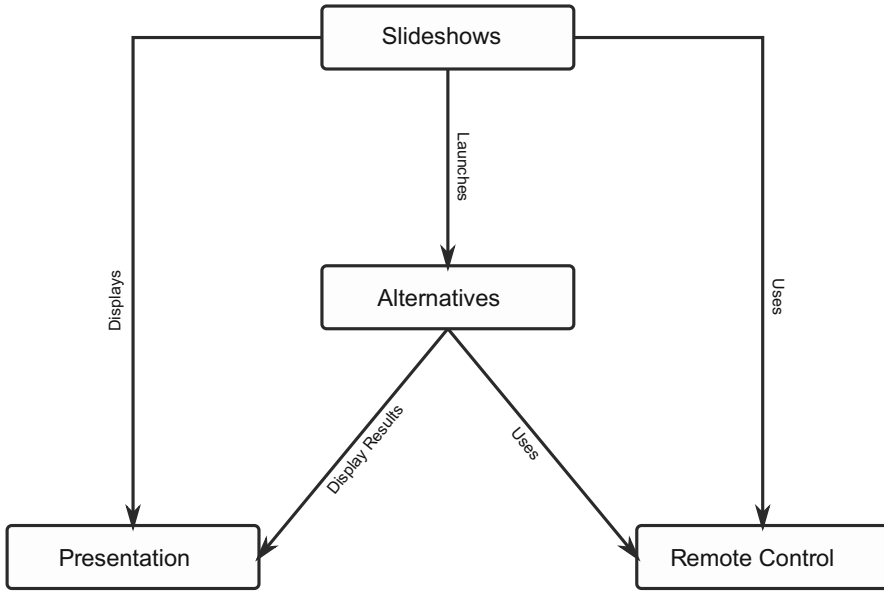 Slideshows
Launches
Displays
Uses
Alternatives
Display Results
Uses
Presentation
Remote Control